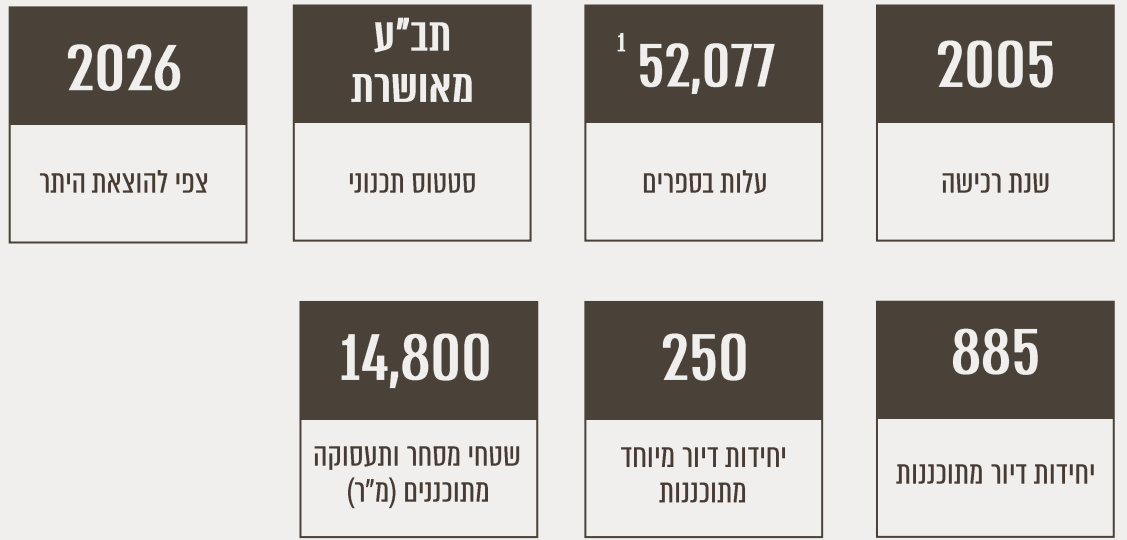 2005
שנת רכישה
52,077 1
עלות בספרים
תב"ע
מאושרת
סטטוס תכנוני
2026
צפי להוצאת היתר
885
יחידות דיור מתוכננות
250
יחידות דיור מיוחד
מתוכננות
14,800
שטחי מסחר ותעסוקה
מתוכננים (מ"ר)